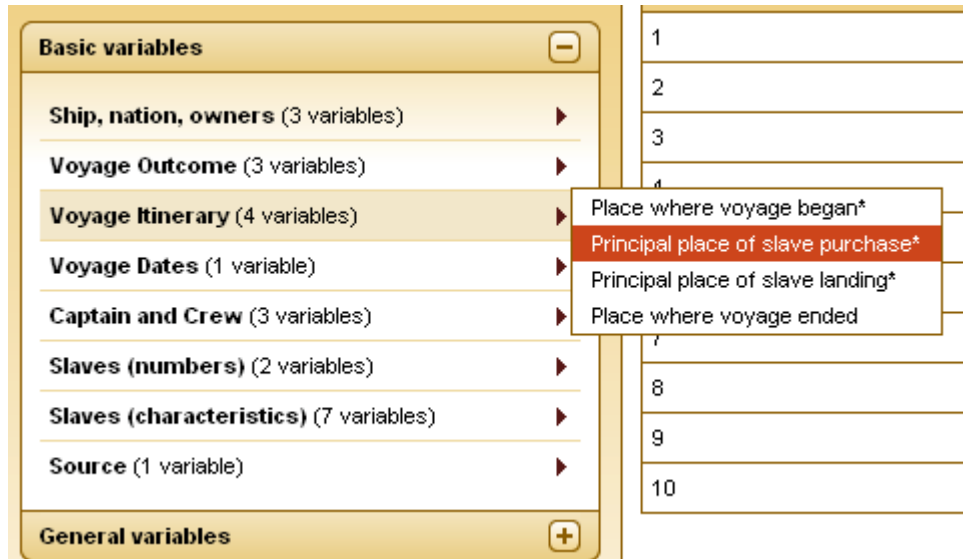 Basic variables
Ship, nation, owners (3 variables)
Voyage Outcome (3 variables)
Voyage Itinerary (4 variables)
Voyage Dates (1 variable)
Captain and Crew (3 variables)
Slaves (numbers) (2 variables)
Slaves (characteristics) (7 variables)
Source (1 variable)
General variables
Place where voyage began*
Principal place of slave purchase*
Principal place of slave landing*
Place where voyage ended
1
2
3
4
7
8
9
10